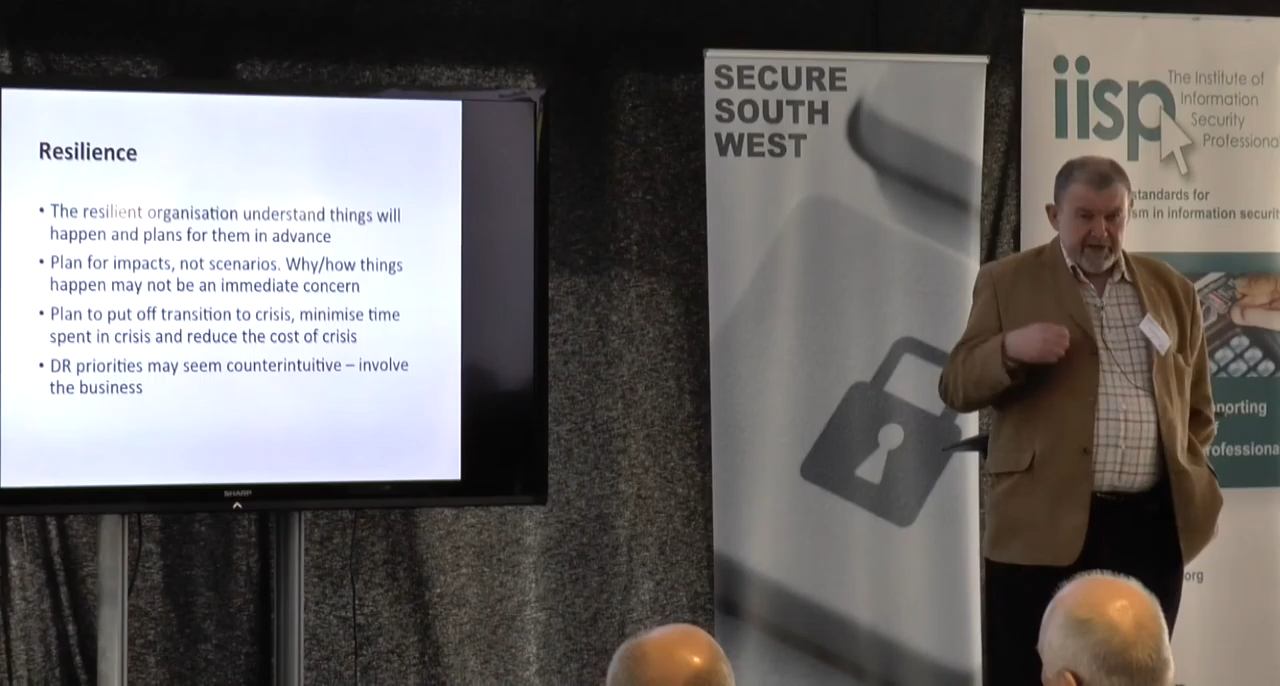 Resilience
• The resilient organisation understand things will
happen and plans for them in advance
• Plan for impacts, not scenarios. Why/how things
happen may not be an immediate concern
• Plan to put off transition to crisis, minimise time
spent in crisis and reduce the cost of crisis
• DR priorities may seem counterintuitive – involve
the business
SHARP
SECURE
SOUTH
WEST
iisp
The Institute of
Information
Security
Professiona
standards for
sm in information securit
porting
rofessiona
org